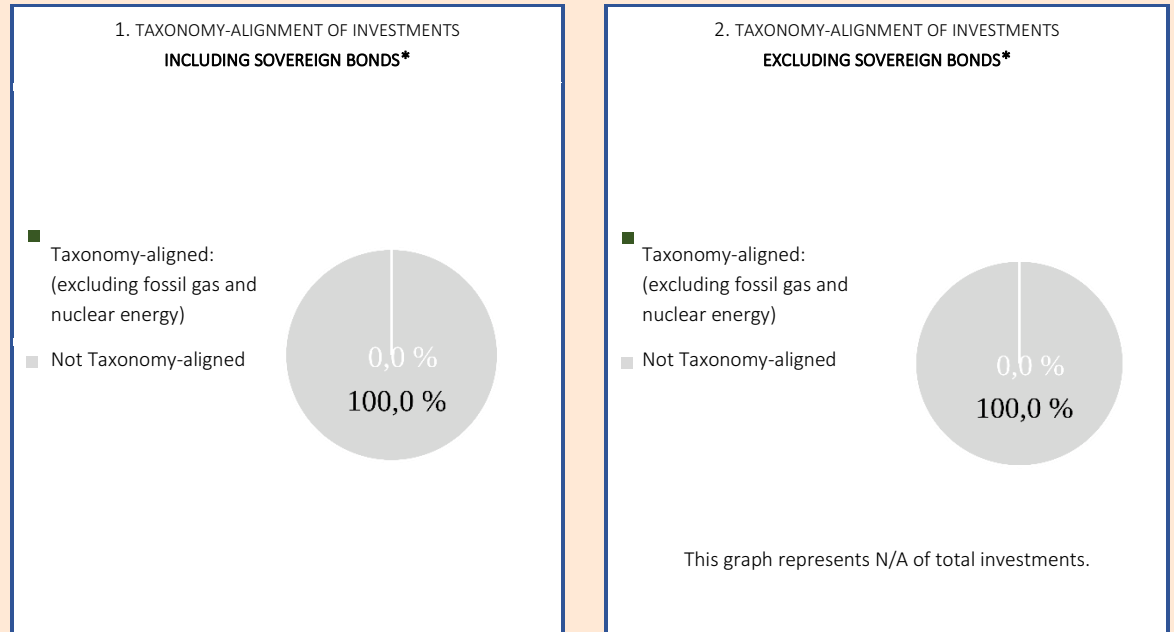 1. TAXONOMY-ALIGNMENT OF INVESTMENTS
INCLUDING SOVEREIGN BONDS*
Taxonomy-aligned:
(excluding fossil gas and
nuclear energy)
Not Taxonomy-aligned
0,0 %
100,0 %
2. TAXONOMY-ALIGNMENT OF INVESTMENTS
EXCLUDING SOVEREIGN BONDS*
Taxonomy-aligned:
(excluding fossil gas and
nuclear energy)
Not Taxonomy-aligned
0,0 %
100,0 %
This graph represents N/A of total investments.